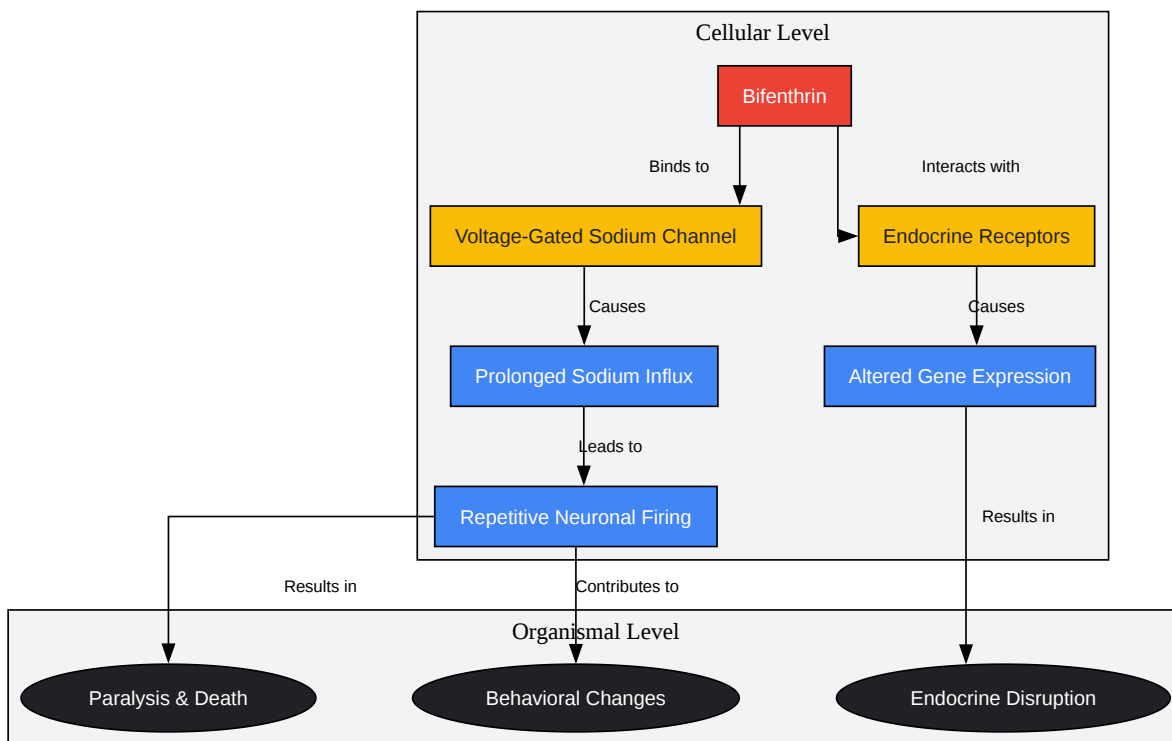 Cellular Level
Bifenthrin
Binds to
Interacts with
Voltage-Gated Sodium Channel
Endocrine Receptors
Causes
Causes
Prolonged Sodium Influx
Altered Gene Expression
Leads to
Repetitive Neuronal Firing
Results in
Results in
Contributes to
Organismal Level
Paralysis & Death
Behavioral Changes
Endocrine Disruption